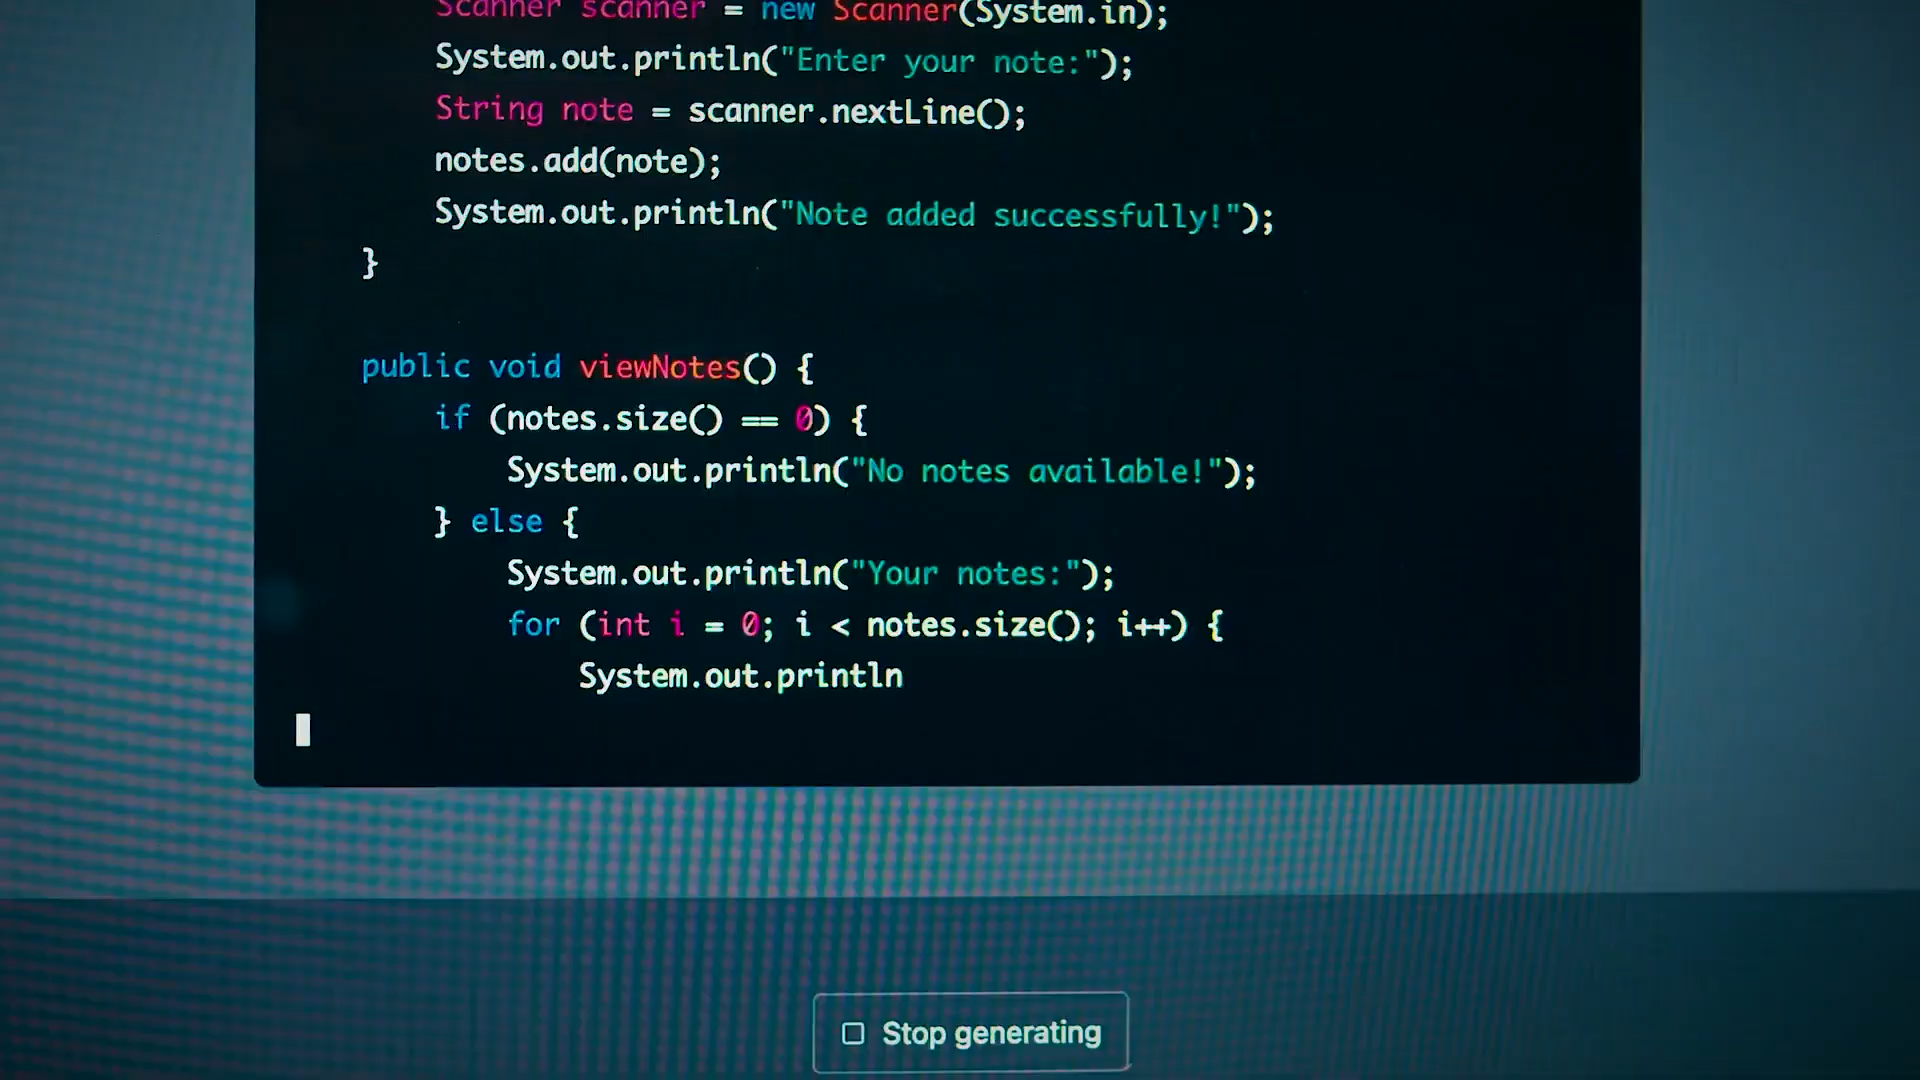 Scanner scanner = new Scanner(System.in);
System.out.println("Enter your note:");
String note = scanner.nextLine();
notes.add(note);
System.out.println("Note added successfully!");
}
public void viewNotes() {
if (notes.size() == 0) {
System.out.println("No notes available!");
} else {
System.out.println("Your notes:");
for (int i = 0; i < notes.size(); i++) {
System.out.println
Stop generating